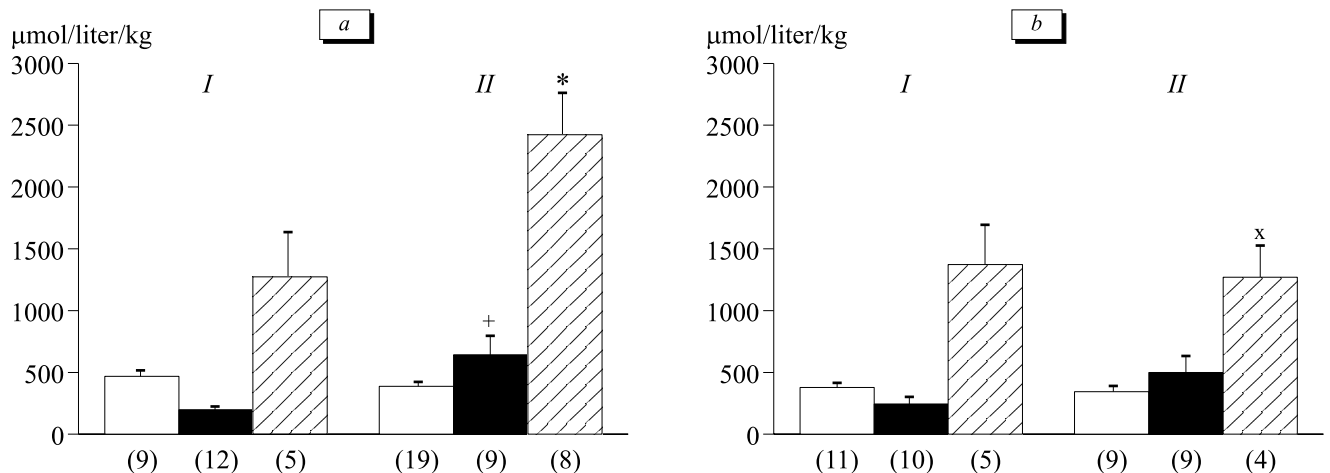 a
μmol/liter/kg
3000
2500
2000
1500
1000
500
0
I
II
*
+
(9) (12) (5) (19) (9) (8)
b
μmol/liter/kg
3000
2500
2000
1500
1000
500
0
I
II
x
(11) (10) (5) (9) (9) (4)